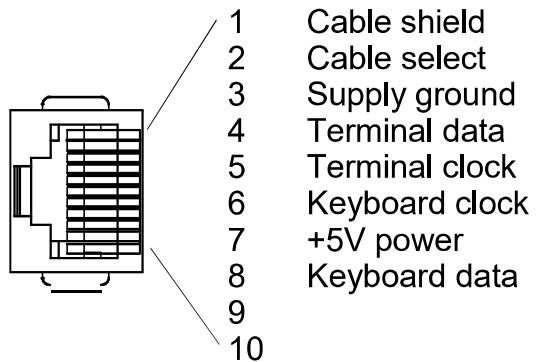 1 Cable shield
2 Cable select
3 Supply ground
4 Terminal data
5 Terminal clock
6 Keyboard clock
7 +5V power
8 Keyboard data
9
10